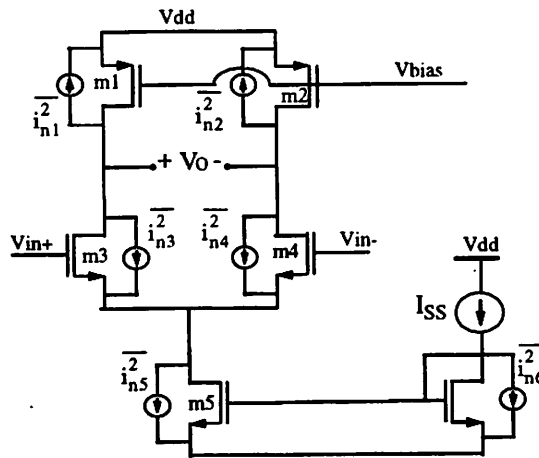 Vdd
m1
i²n1
i²n2
m2
Vbias
+ Vo -
Vin+
m3
i²n3
i²n4
m4
Vin-
Vdd
ISS
i²n5
m5
i²n6